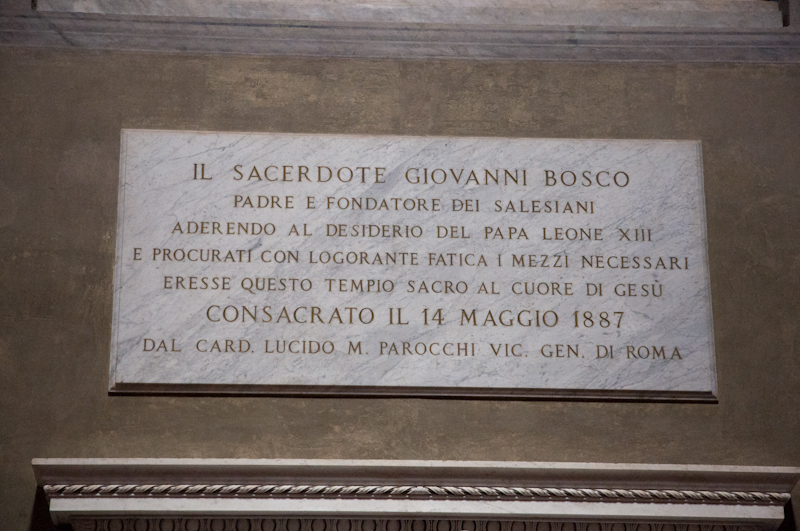 IL SACERDOTE GIOVANNI BOSCO
PADRE E FONDATORE DEI SALESIANI
ADERENDO AL DESIDERIO DEL PAPA LEONE XIII
E PROCURATI CON LOGORANTE FATICA I MEZZI NECESSARI
ERESSE QUESTO TEMPIO SACRO AL CUORE DI GESÙ
CONSACRATO IL 14 MAGGIO 1887
DAL CARD. LUCIDO M. PAROCCHI VIC. GEN. DI ROMA